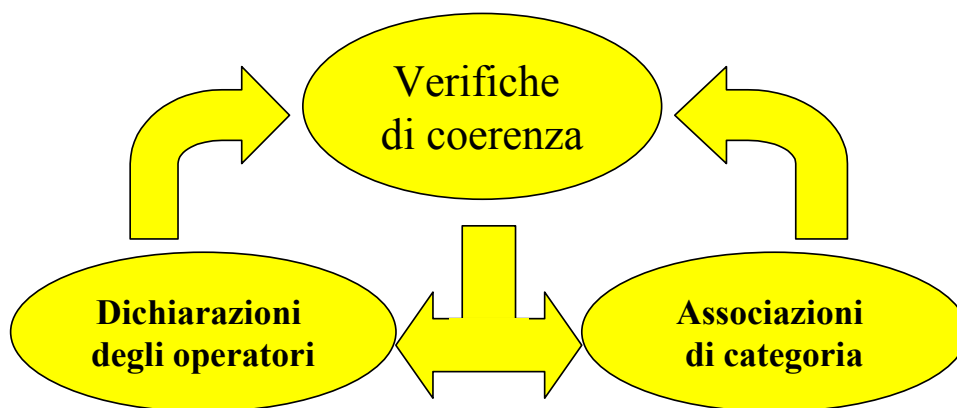 Verifiche
di coerenza
Dichiarazioni
degli operatori
Associazioni
di categoria